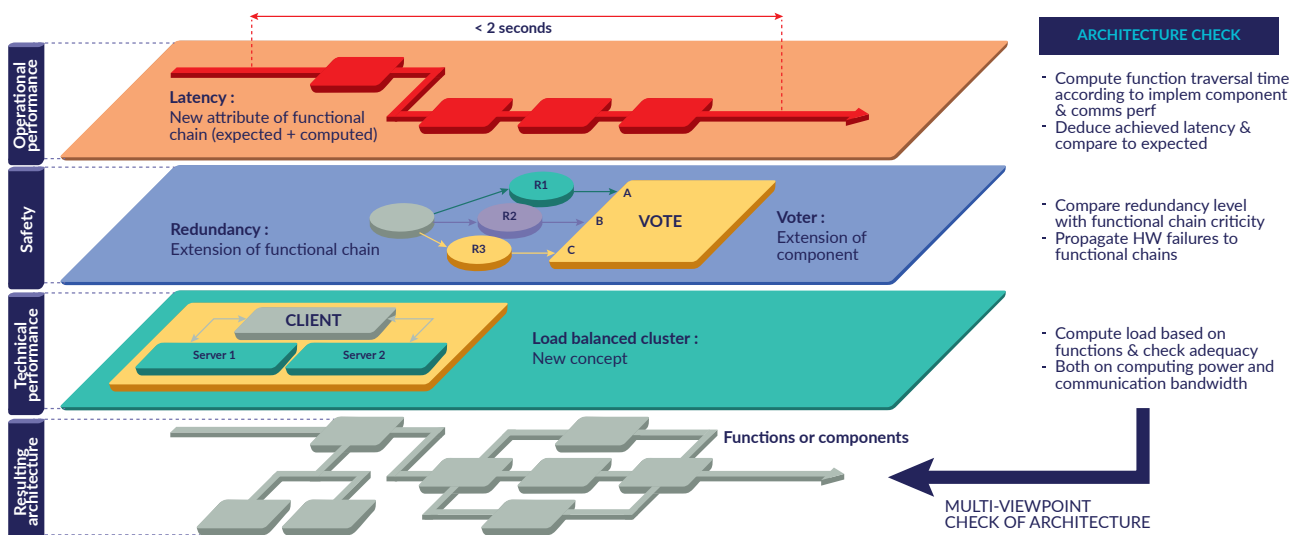 < 2 seconds
Operational
performance
Latency :
New attribute of functional
chain (expected + computed)
ARCHITECTURE CHECK
- Compute function traversal time
according to implem component
& comms perf
- Deduce achieved latency &
compare to expected
Safety
Redundancy :
Extension of functional chain
R1
R2
R3
A
B
C
VOTE
Voter :
Extension of
component
- Compare redundancy level
with functional chain criticity
- Propagate HW failures to
functional chains
Technical
performance
CLIENT
Server 1
Server 2
Load balanced cluster :
New concept
- Compute load based on
functions & check adequacy
- Both on computing power and
communication bandwidth
Resulting
architecture
Functions or components
MULTI-VIEWPOINT
CHECK OF ARCHITECTURE